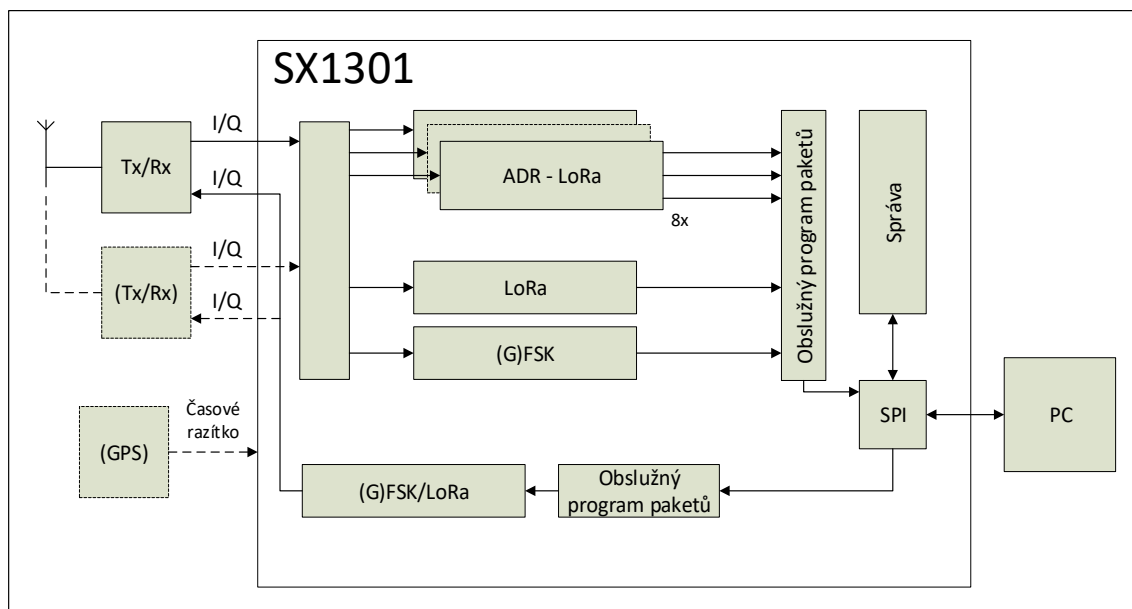 SX1301
I/Q
Tx/Rx
I/Q
ADR - LoRa
8x
Obslužný program paketů
Správa
I/Q
(Tx/Rx)
I/Q
LoRa
(G)FSK
Časové
razítko
(GPS)
SPI
PC
(G)FSK/LoRa
Obslužný
program paketů